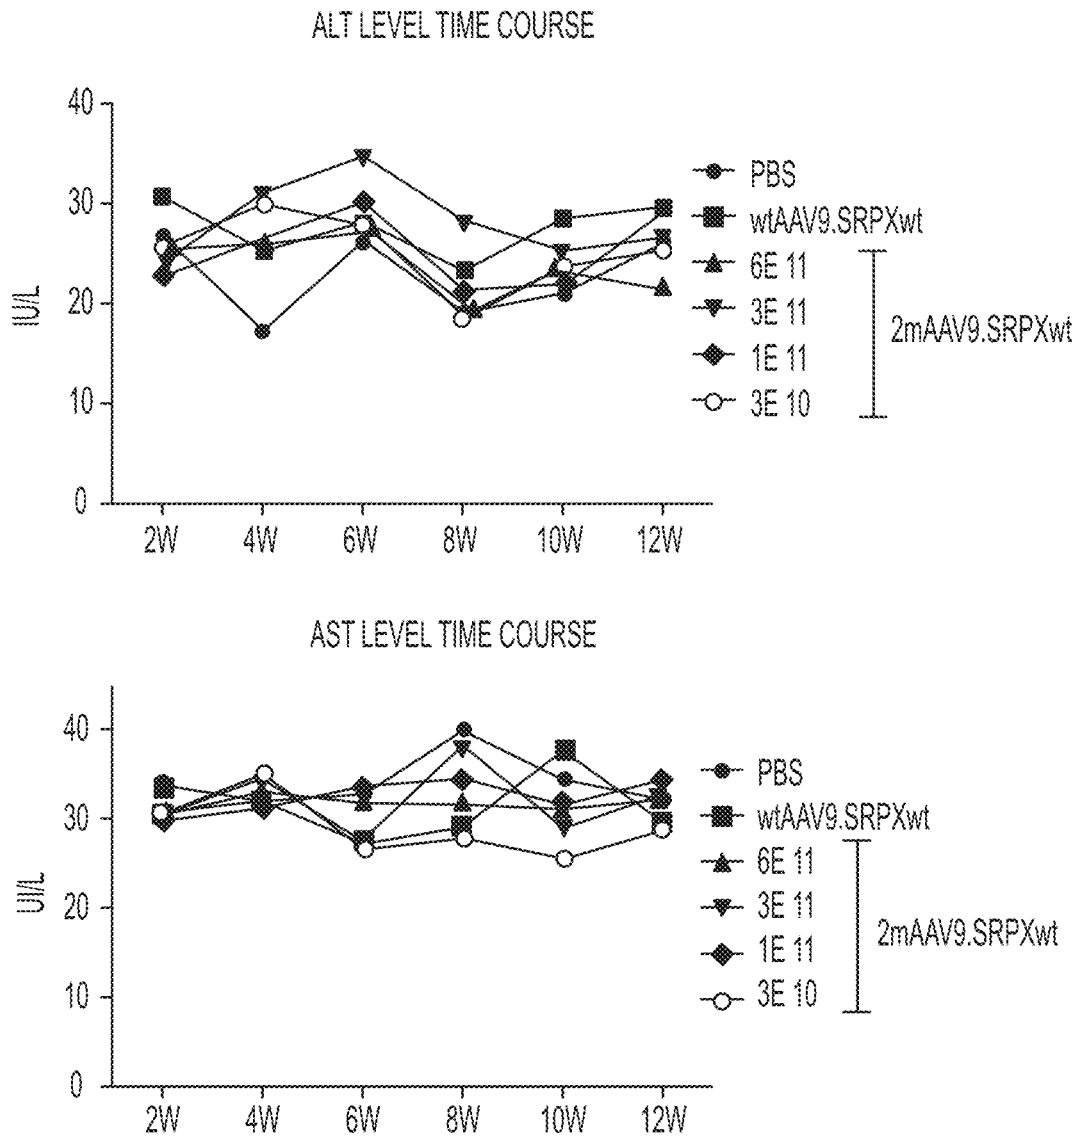 ALT LEVEL TIME COURSE
40
30
20
10
0
IU/L
2W 4W 6W 8W 10W 12W
PBS
wtAAV9.SRPXwt
6E 11
3E 11
1E 11
3E 10
2mAAV9.SRPXwt
AST LEVEL TIME COURSE
40
30
20
10
0
UI/L
2W 4W 6W 8W 10W 12W
PBS
wtAAV9.SRPXwt
6E 11
3E 11
1E 11
3E 10
2mAAV9.SRPXwt